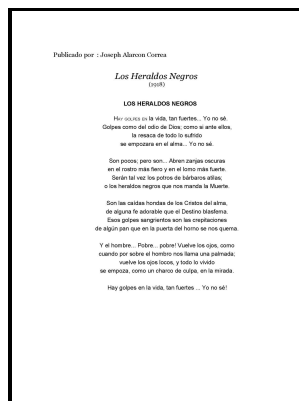 Publicado por : Joseph Alarcon Correa
Los Heraldos Negros
(1918)
LOS HERALDOS NEGROS
HAY GOLPES EN la vida, tan fuertes... Yo no sé.
Golpes como del odio de Dios; como si ante ellos,
la resaca de todo lo sufrido
se empozara en el alma... Yo no sé.
Son pocos; pero son... Abren zanjas oscuras
en el rostro más fiero y en el lomo más fuerte.
Serán tal vez los potros de bárbaros atilas;
o los heraldos negros que nos manda la Muerte.
Son las caídas hondas de los Cristos del alma,
de alguna fe adorable que el Destino blasfema.
Esos golpes sangrientos son las crepitaciones
de algún pan que en la puerta del horno se nos quema.
Y el hombre... Pobre... pobre! Vuelve los ojos, como
cuando por sobre el hombro nos llama una palmada;
vuelve los ojos locos, y todo lo vivido
se empoza, como un charco de culpa, en la mirada.
Hay golpes en la vida, tan fuertes ... Yo no sé!